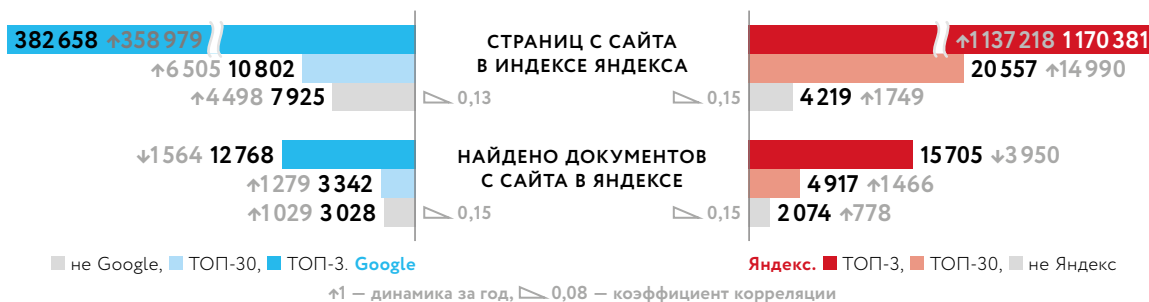 382 658 ↑358 979 СТРАНИЦ С САЙТА ↑1 137 218 1 170 381
↑6 505 10 802 В ИНДЕКСЕ ЯНДЕКСА 20 557 ↑14 990
↑4 498 7 925 0,13 0,15 4 219 ↑1 749
↓1 564 12 768 НАЙДЕНО ДОКУМЕНТОВ 15 705 ↓3 950
↑1 279 3 342 С САЙТА В ЯНДЕКСЕ 4 917 ↑1 466
↑1 029 3 028 0,15 0,15 2 074 ↑778
не Google, ТОП-30, ТОП-3. Google Яндекс. ТОП-3, ТОП-30, не Яндекс
↑1 — динамика за год, 0,08 — коэффициент корреляции